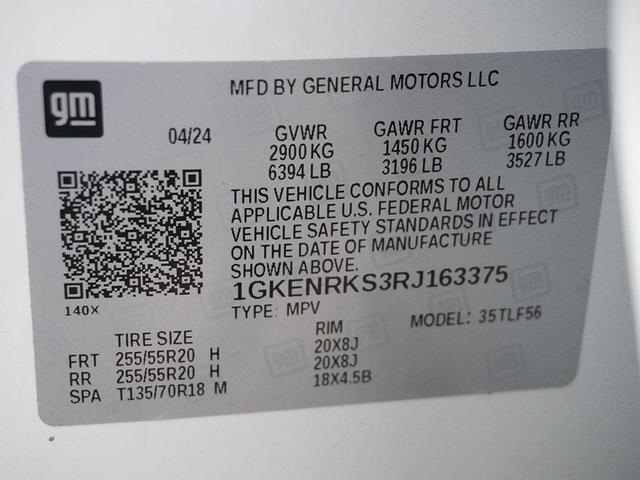 gm
MFD BY GENERAL MOTORS LLC
04/24 GVWR GAWR FRT GAWR RR
2900 KG 1450 KG 1600 KG
6394 LB 3196 LB 3527 LB
THIS VEHICLE CONFORMS TO ALL
APPLICABLE U.S. FEDERAL MOTOR
VEHICLE SAFETY STANDARDS IN EFFECT
ON THE DATE OF MANUFACTURE
SHOWN ABOVE.
140X
1GKENRKS3RJ163375
TYPE: MPV MODEL: 35TLF56
TIRE SIZE RIM
FRT 255/55R20 H 20X8J
RR 255/55R20 H 20X8J
SPA T135/70R18 M 18X4.5B